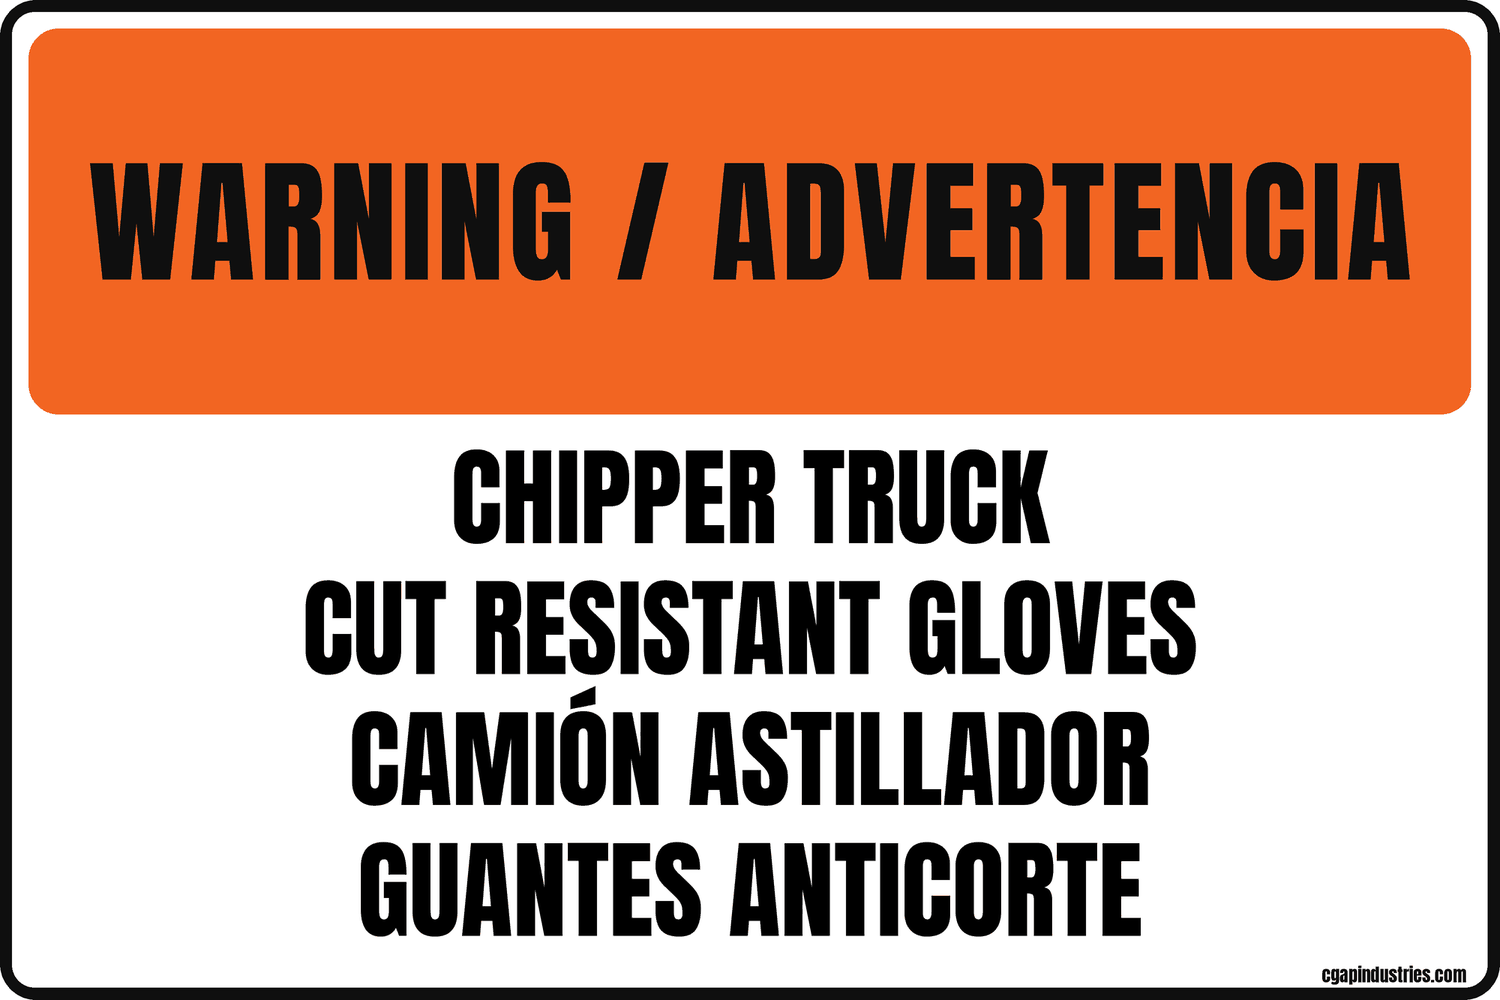 WARNING / ADVERTENCIA
CHIPPER TRUCK
CUT RESISTANT GLOVES
CAMIÓN ASTILLADOR
GUANTES ANTICORTE
cgapindustries.com